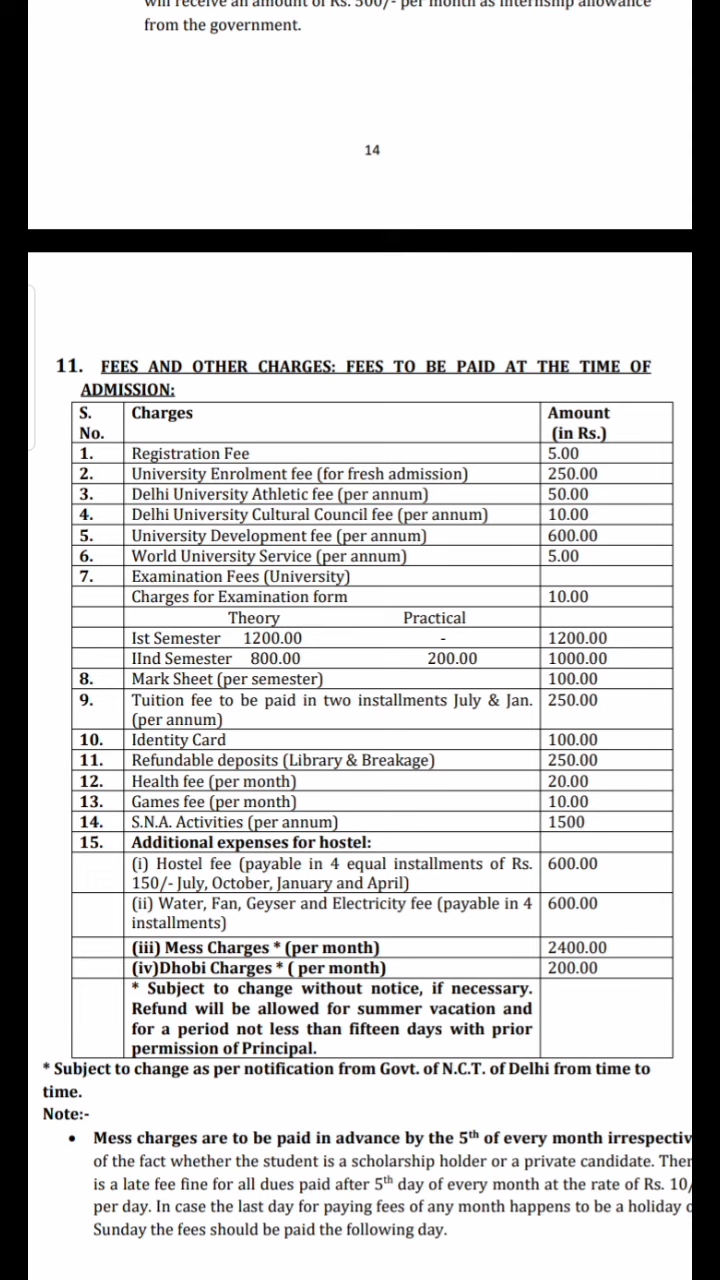 will receive an amount of Rs. 500/- per month as internship allowance
from the government.
14
11. FEES AND OTHER CHARGES: FEES TO BE PAID AT THE TIME OF
ADMISSION:
S. No. Charges Amount (in Rs.)
1. Registration Fee 5.00
2. University Enrolment fee (for fresh admission) 250.00
3. Delhi University Athletic fee (per annum) 50.00
4. Delhi University Cultural Council fee (per annum) 10.00
5. University Development fee (per annum) 600.00
6. World University Service (per annum) 5.00
7. Examination Fees (University)
Charges for Examination form 10.00
Theory Practical
Ist Semester 1200.00 - 1200.00
IInd Semester 800.00 200.00 1000.00
8. Mark Sheet (per semester) 100.00
9. Tuition fee to be paid in two installments July & Jan. 250.00
(per annum)
10. Identity Card 100.00
11. Refundable deposits (Library & Breakage) 250.00
12. Health fee (per month) 20.00
13. Games fee (per month) 10.00
14. S.N.A. Activities (per annum) 1500
15. Additional expenses for hostel:
(i) Hostel fee (payable in 4 equal installments of Rs. 600.00
150/- July, October, January and April)
(ii) Water, Fan, Geyser and Electricity fee (payable in 4 600.00
installments)
(iii) Mess Charges * (per month) 2400.00
(iv)Dhobi Charges * ( per month) 200.00
* Subject to change without notice, if necessary.
Refund will be allowed for summer vacation and
for a period not less than fifteen days with prior
permission of Principal.
* Subject to change as per notification from Govt. of N.C.T. of Delhi from time to
time.
Note:-
• Mess charges are to be paid in advance by the 5th of every month irrespectiv
of the fact whether the student is a scholarship holder or a private candidate. Ther
is a late fee fine for all dues paid after 5th day of every month at the rate of Rs. 10/
per day. In case the last day for paying fees of any month happens to be a holiday
Sunday the fees should be paid the following day.